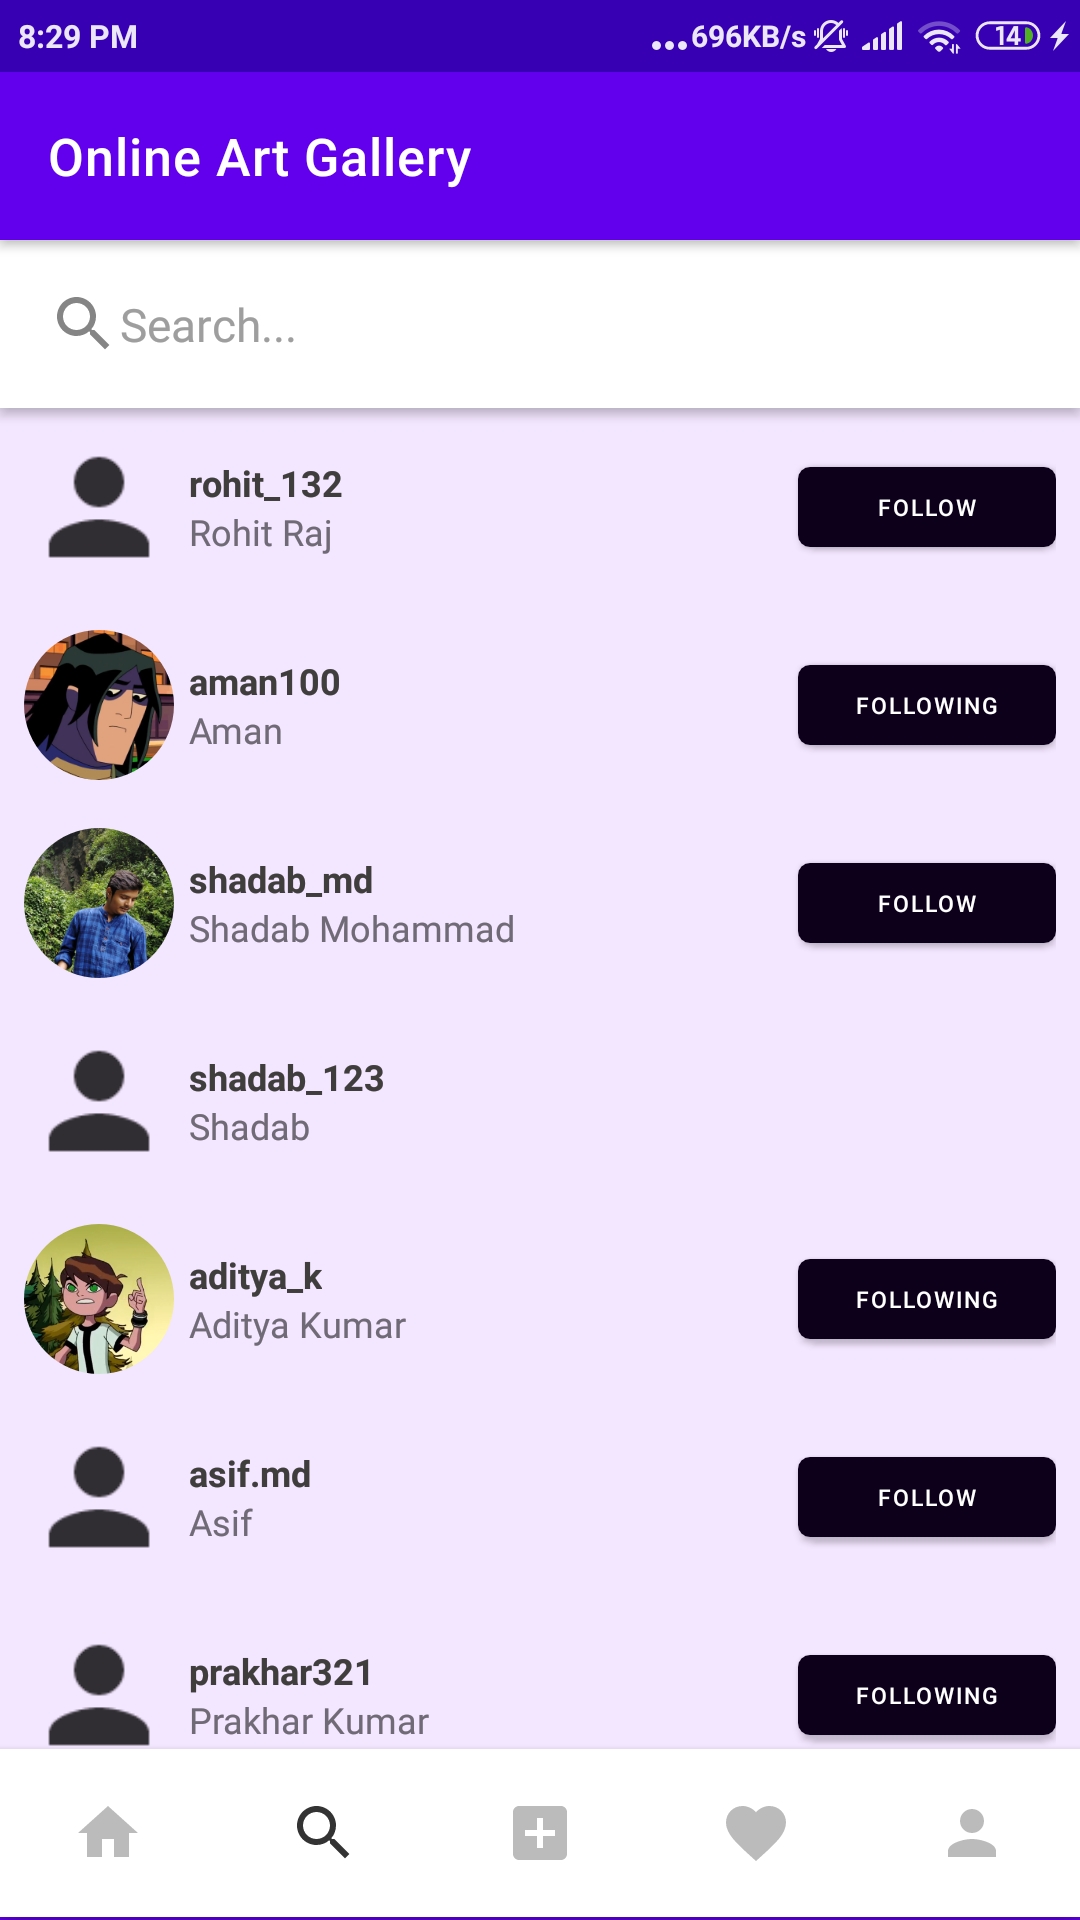 8:29 PM ...696KB/s 14
Online Art Gallery
Search...
rohit_132
Rohit Raj
FOLLOW
aman100
Aman
FOLLOWING
shadab_md
Shadab Mohammad
FOLLOW
shadab_123
Shadab
aditya_k
Aditya Kumar
FOLLOWING
asif.md
Asif
FOLLOW
prakhar321
Prakhar Kumar
FOLLOWING